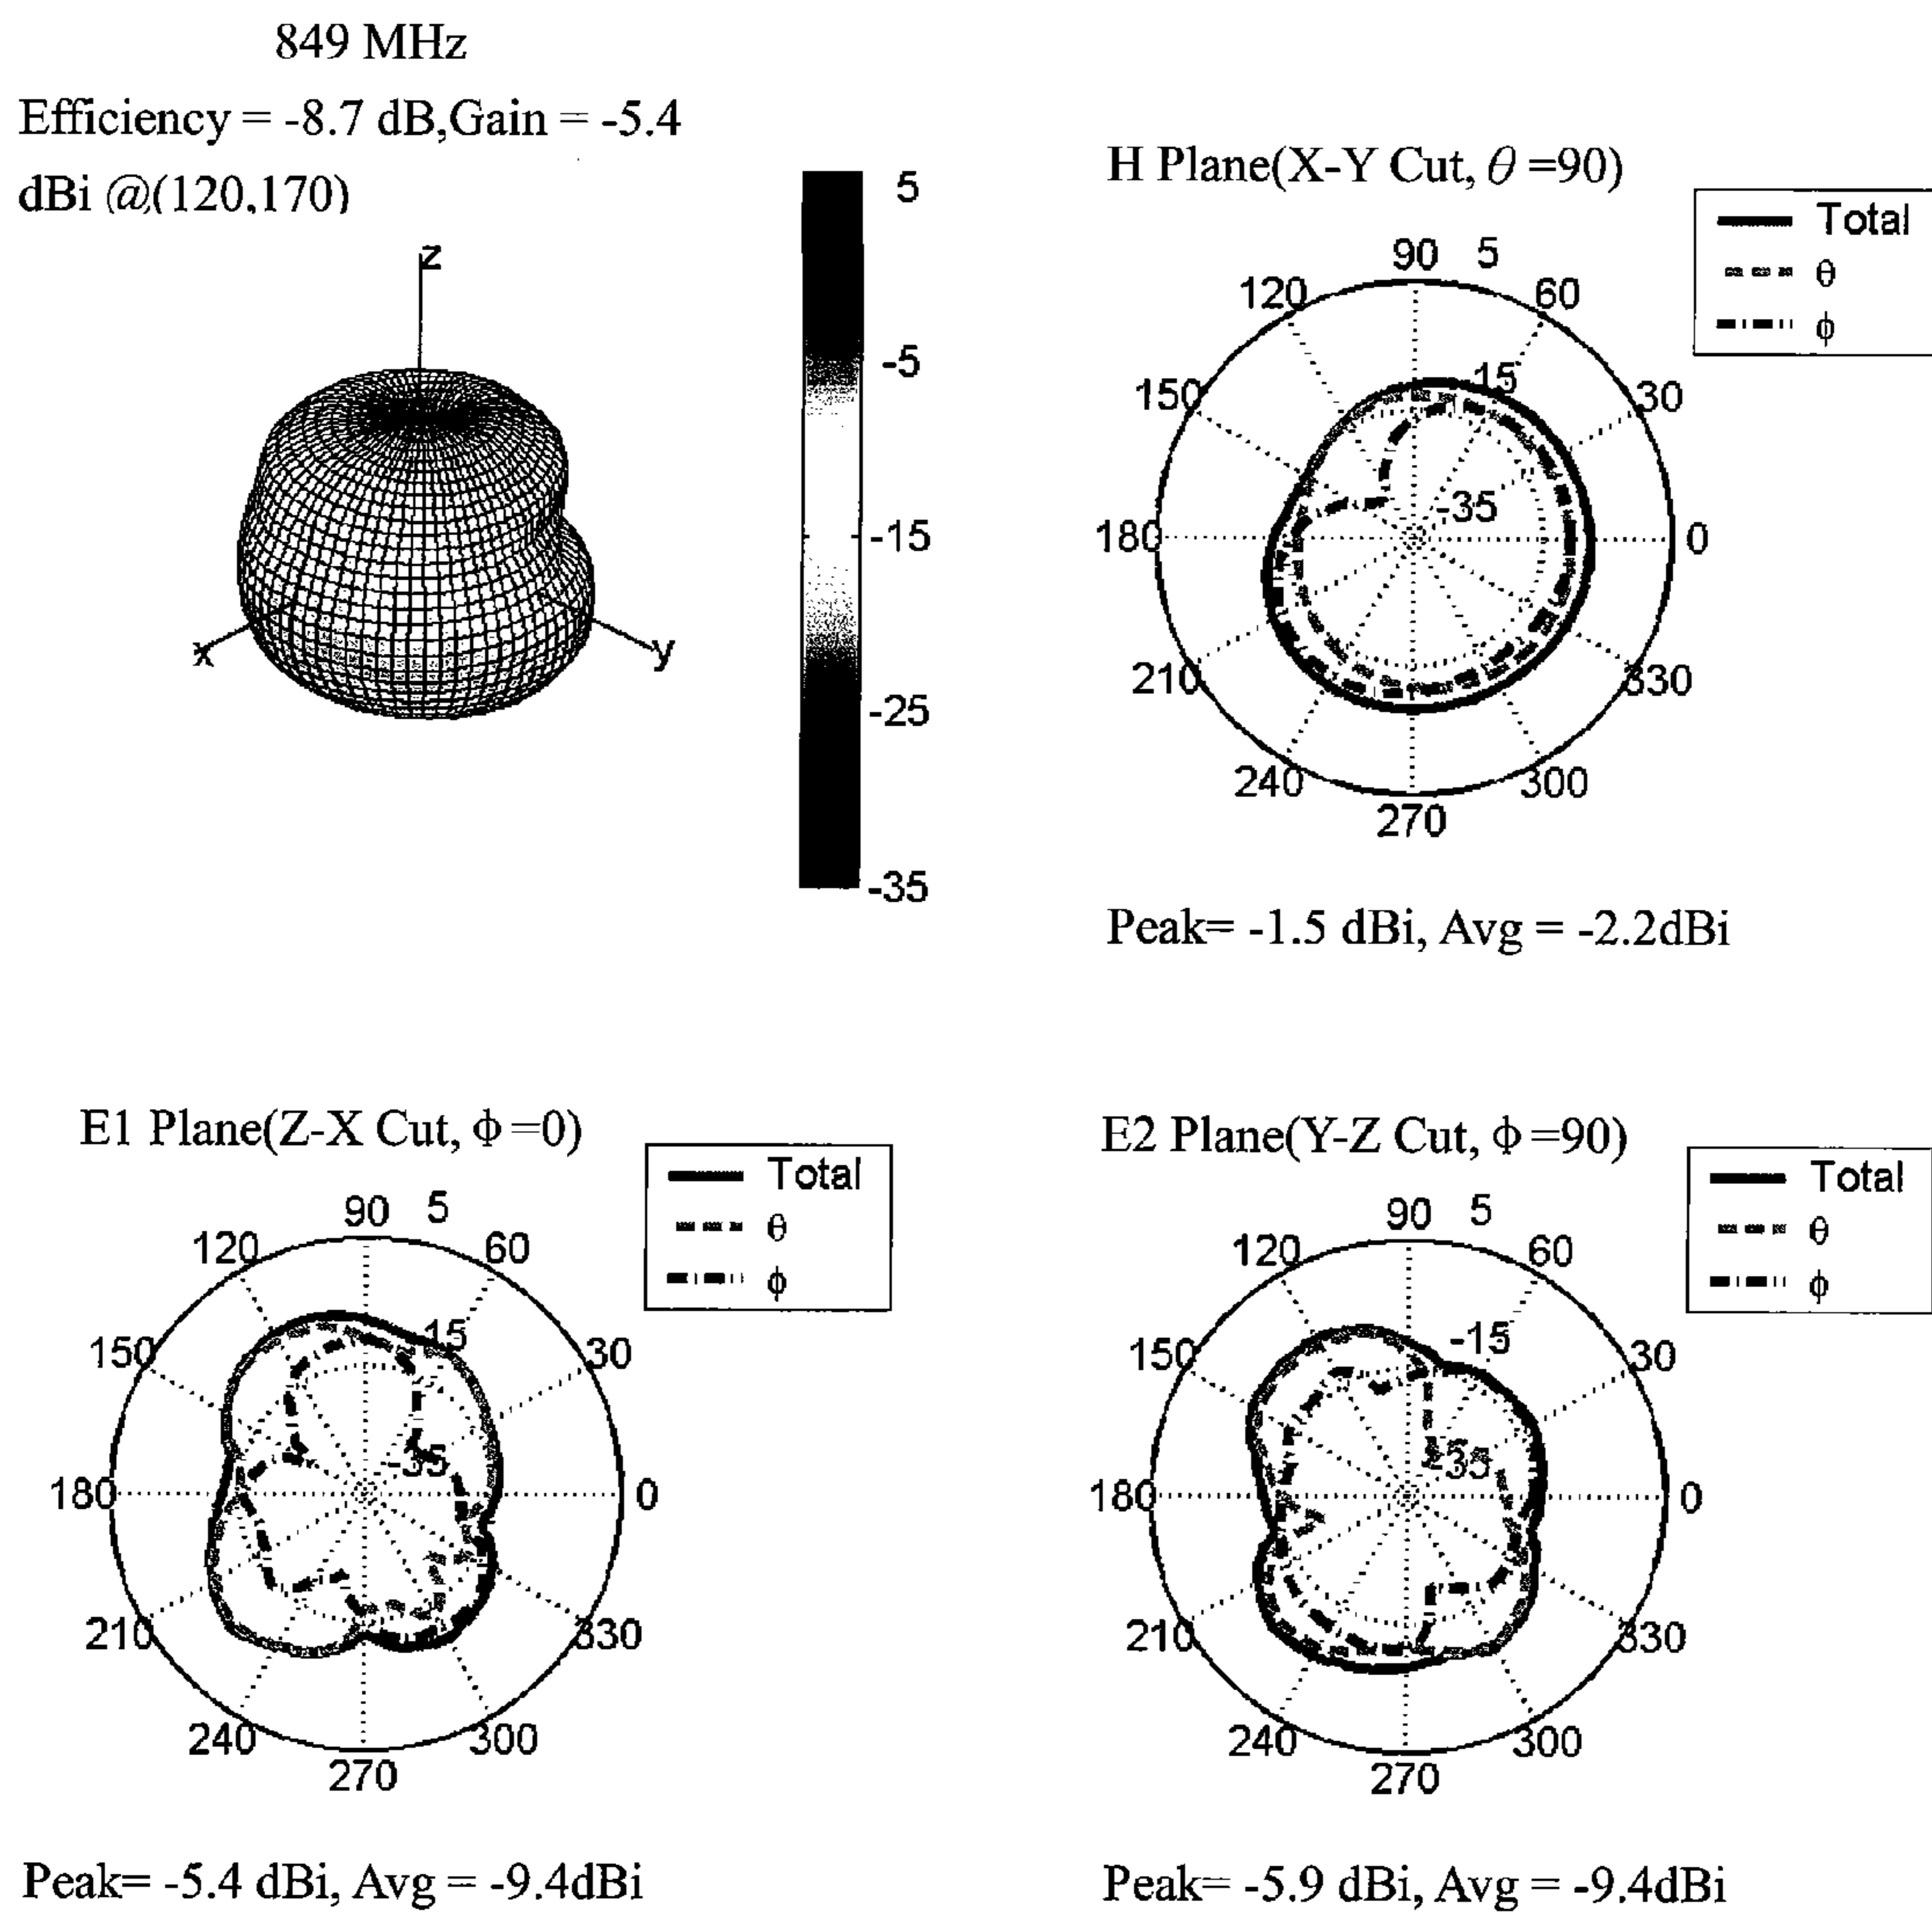 849 MHz
Efficiency = -8.7 dB,Gain = -5.4
dBi @(120,170)
z
x
y
5
-5
-15
-25
-35
H Plane(X-Y Cut, θ =90)
Total
θ
ϕ
90 5
120
60
150
-15
30
-35
180
0
210
330
240
300
270
Peak= -1.5 dBi, Avg = -2.2dBi
E1 Plane(Z-X Cut, ϕ =0)
Total
θ
ϕ
90 5
120
60
150
-15
30
-35
180
0
210
330
240
300
270
Peak= -5.4 dBi, Avg = -9.4dBi
E2 Plane(Y-Z Cut, ϕ =90)
Total
θ
ϕ
90 5
120
60
150
-15
30
-35
180
0
210
330
240
300
270
Peak= -5.9 dBi, Avg = -9.4dBi